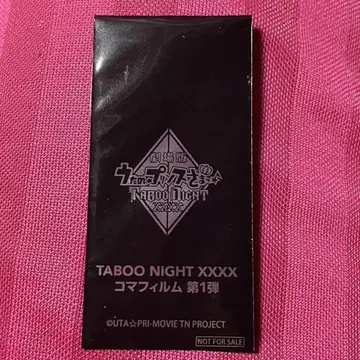 劇場版
うたの☆プリンスさまっ♪
TABOO NIGHT
XXXX
TABOO NIGHT XXXX
コマフィルム 第1弾
©UTA☆PRI-MOVIE TN PROJECT
NOT FOR SALE